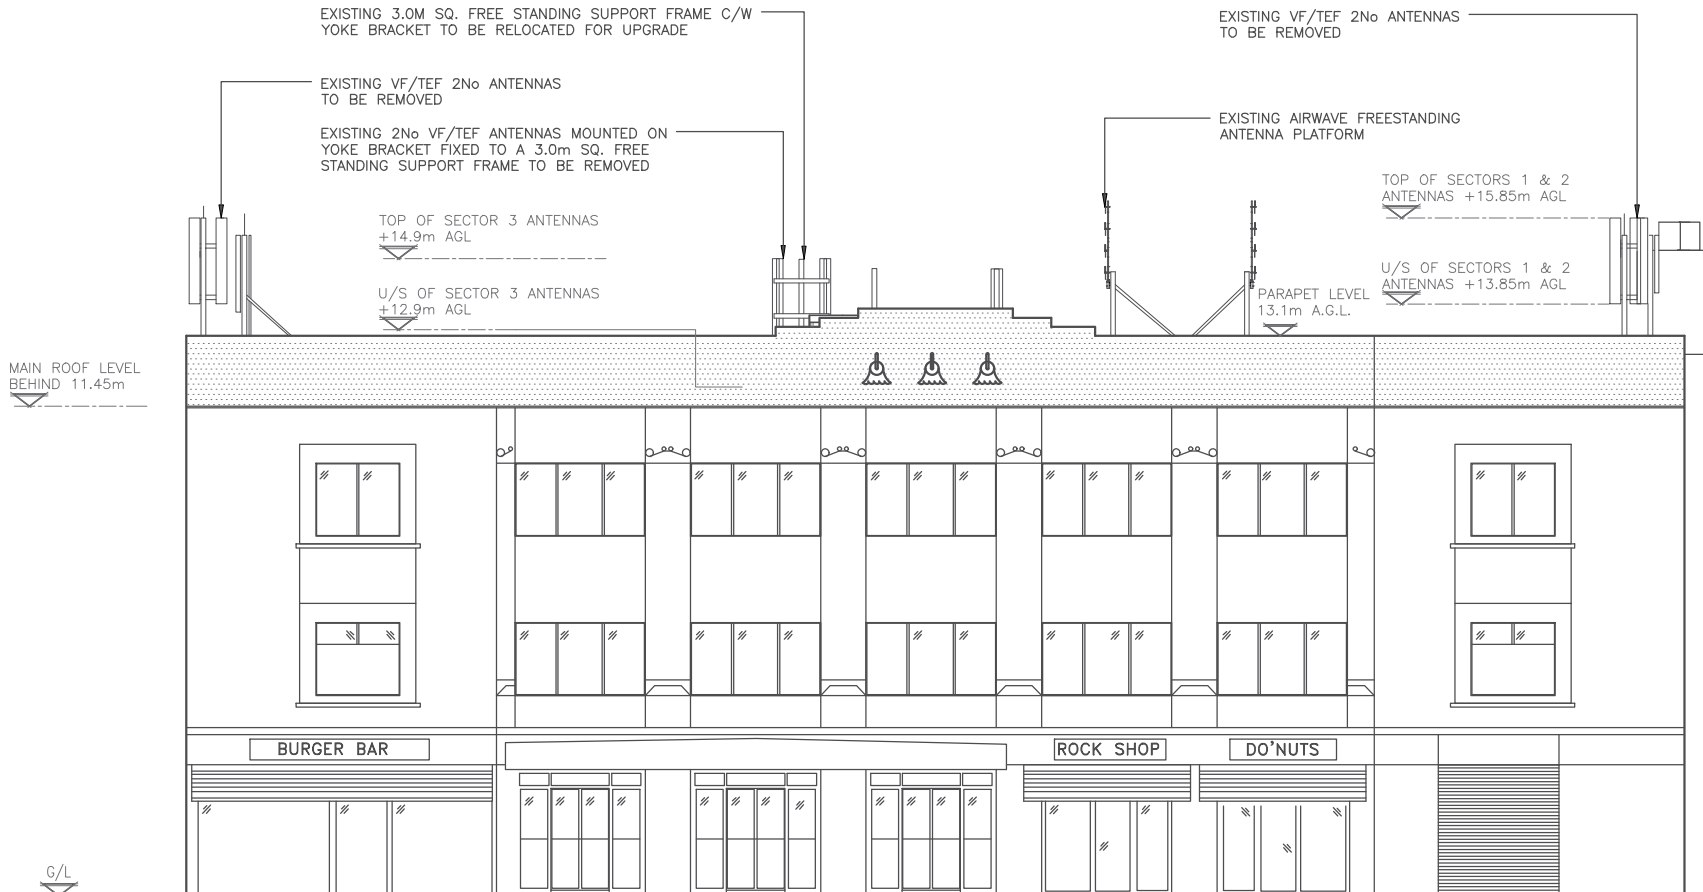 EXISTING 3.0M SQ. FREE STANDING SUPPORT FRAME C/W
YOKE BRACKET TO BE RELOCATED FOR UPGRADE
EXISTING VF/TEF 2No ANTENNAS
TO BE REMOVED
EXISTING VF/TEF 2No ANTENNAS
TO BE REMOVED
EXISTING 2No VF/TEF ANTENNAS MOUNTED ON
YOKE BRACKET FIXED TO A 3.0m SQ. FREE
STANDING SUPPORT FRAME TO BE REMOVED
EXISTING AIRWAVE FREESTANDING
ANTENNA PLATFORM
TOP OF SECTORS 1 & 2
ANTENNAS +15.85m AGL
TOP OF SECTOR 3 ANTENNAS
+14.9m AGL
U/S OF SECTORS 1 & 2
ANTENNAS +13.85m AGL
U/S OF SECTOR 3 ANTENNAS
+12.9m AGL
PARAPET LEVEL
13.1m A.G.L.
MAIN ROOF LEVEL
BEHIND 11.45m
BURGER BAR
ROCK SHOP
DO'NUTS
G/L